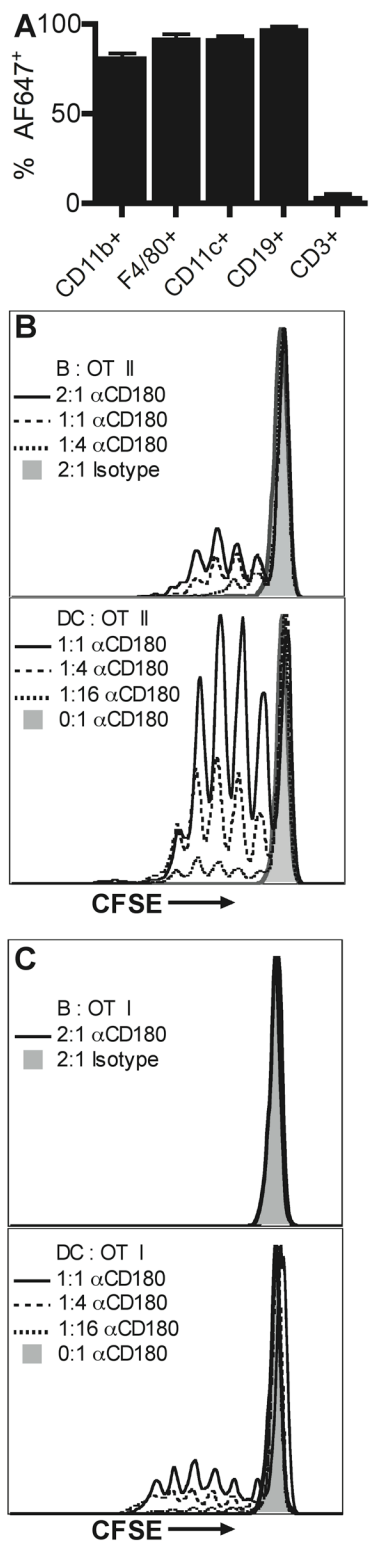 A
% AF647+
100
50
0
CD11b+
F4/80+
CD11c+
CD19+
CD3+
B
B : OT II
2:1 αCD180
1:1 αCD180
1:4 αCD180
2:1 Isotype
DC : OT II
1:1 αCD180
1:4 αCD180
1:16 αCD180
0:1 αCD180
CFSE
C
B : OT I
2:1 αCD180
2:1 Isotype
DC : OT I
1:1 αCD180
1:4 αCD180
1:16 αCD180
0:1 αCD180
CFSE